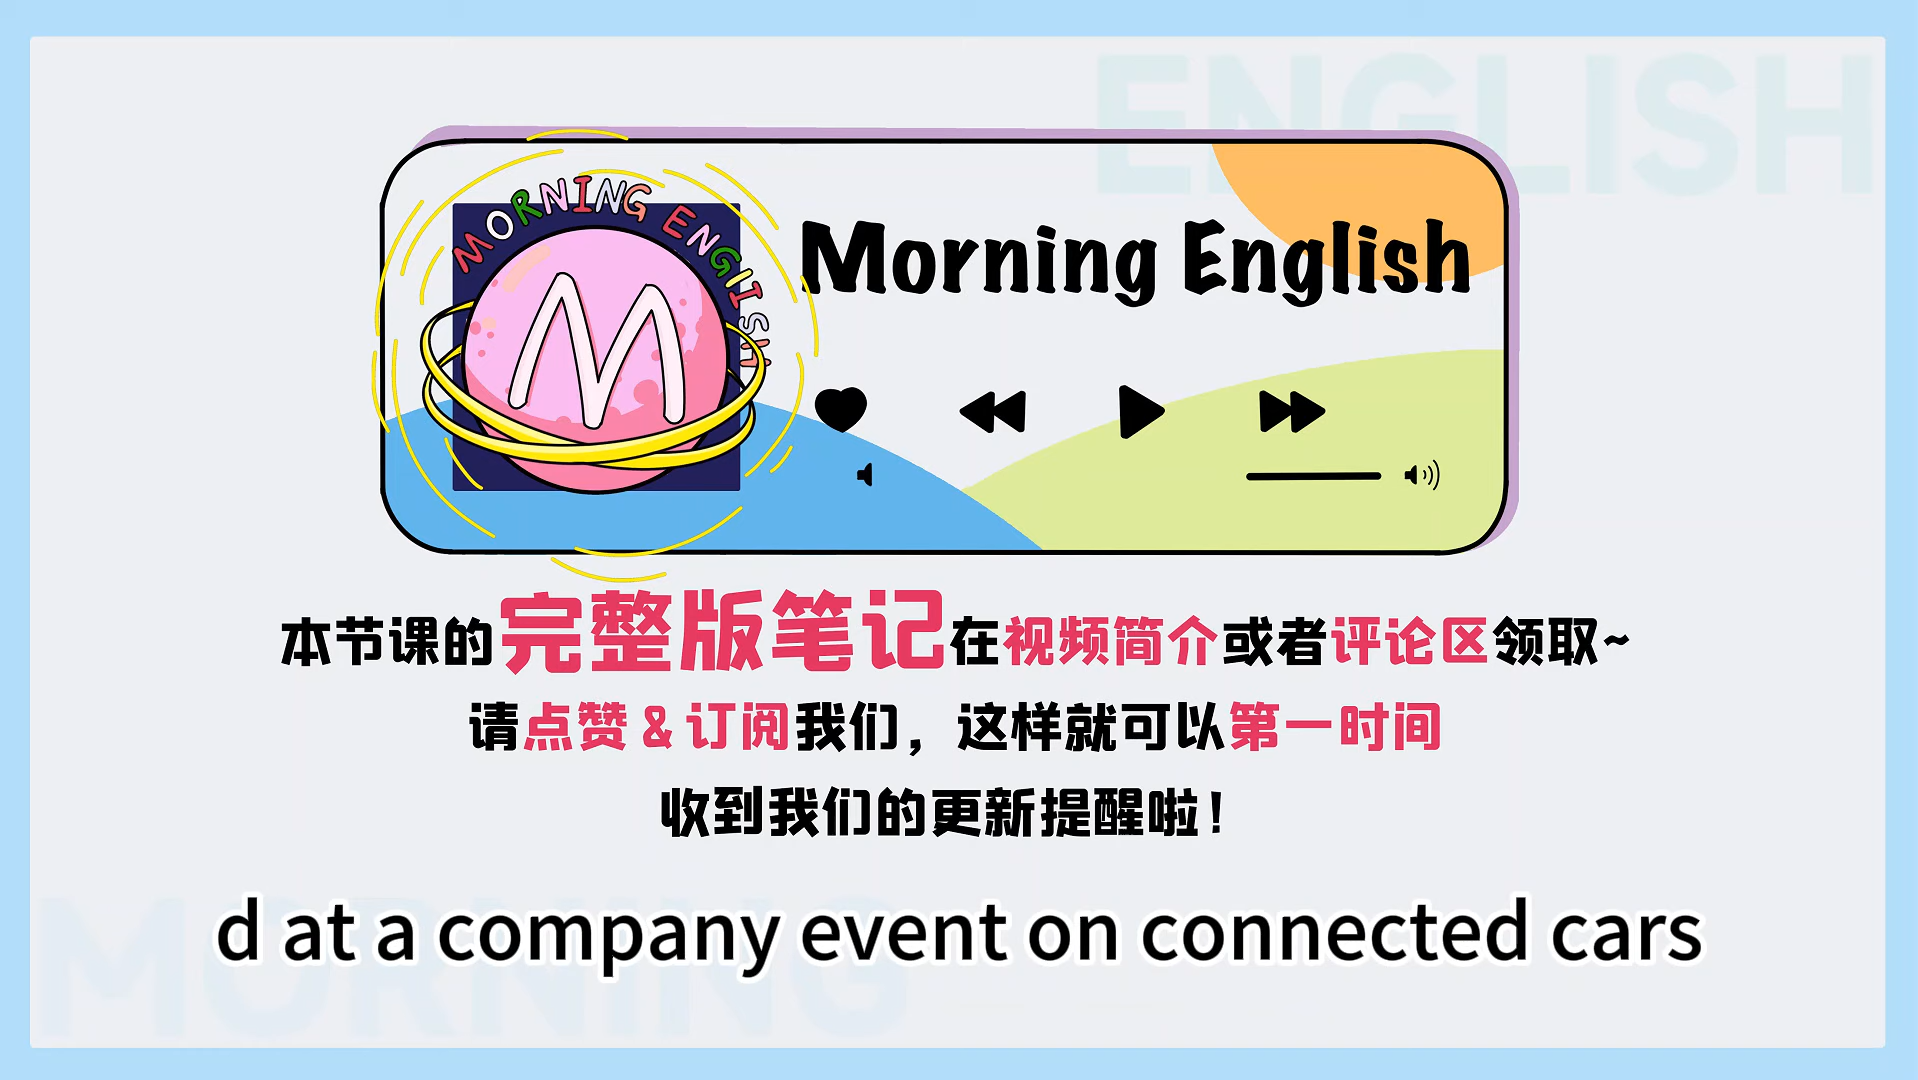 ENGLISH
MORNING ENGLISH
M
Morning English
本节课的完整版笔记在视频简介或者评论区领取~
请点赞&订阅我们，这样就可以第一时间
收到我们的更新提醒啦！
d at a company event on connected cars
MORNING